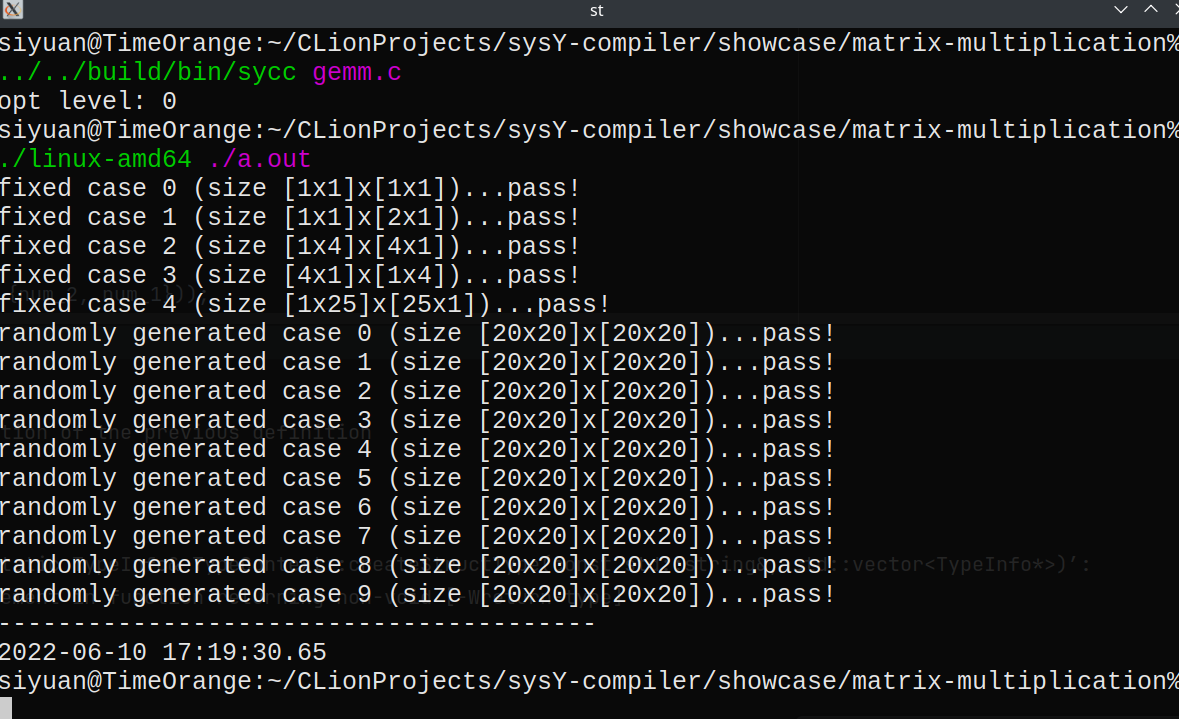 st
siyuan@TimeOrange:~/CLionProjects/sysY-compiler/showcase/matrix-multiplication%
../../build/bin/sycc gemm.c
opt level: 0
siyuan@TimeOrange:~/CLionProjects/sysY-compiler/showcase/matrix-multiplication%
./linux-amd64 ./a.out
fixed case 0 (size [1x1]x[1x1])...pass!
fixed case 1 (size [1x1]x[2x1])...pass!
fixed case 2 (size [1x4]x[4x1])...pass!
fixed case 3 (size [4x1]x[1x4])...pass!
fixed case 4 (size [1x25]x[25x1])...pass!
randomly generated case 0 (size [20x20]x[20x20])...pass!
randomly generated case 1 (size [20x20]x[20x20])...pass!
randomly generated case 2 (size [20x20]x[20x20])...pass!
randomly generated case 3 (size [20x20]x[20x20])...pass!
randomly generated case 4 (size [20x20]x[20x20])...pass!
randomly generated case 5 (size [20x20]x[20x20])...pass!
randomly generated case 6 (size [20x20]x[20x20])...pass!
randomly generated case 7 (size [20x20]x[20x20])...pass!
randomly generated case 8 (size [20x20]x[20x20])...pass!
randomly generated case 9 (size [20x20]x[20x20])...pass!
----------------------------------------
2022-06-10 17:19:30.65
siyuan@TimeOrange:~/CLionProjects/sysY-compiler/showcase/matrix-multiplication%